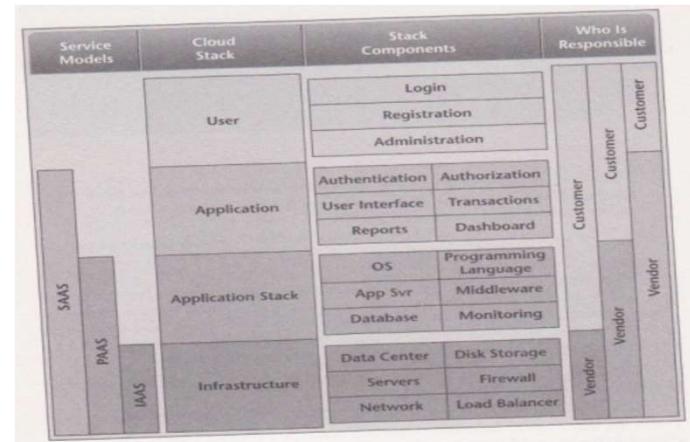 Service Models
Cloud Stack
Stack Components
Who Is Responsible
User
Login
Registration
Administration
Application
Authentication Authorization
User Interface Transactions
Reports Dashboard
Application Stack
OS Programming Language
App Svr Middleware
Database Monitoring
Infrastructure
Data Center Disk Storage
Servers Firewall
Network Load Balancer
SAAS
PAAS
IAAS
Customer
Vendor
Customer
Vendor
Customer
Vendor